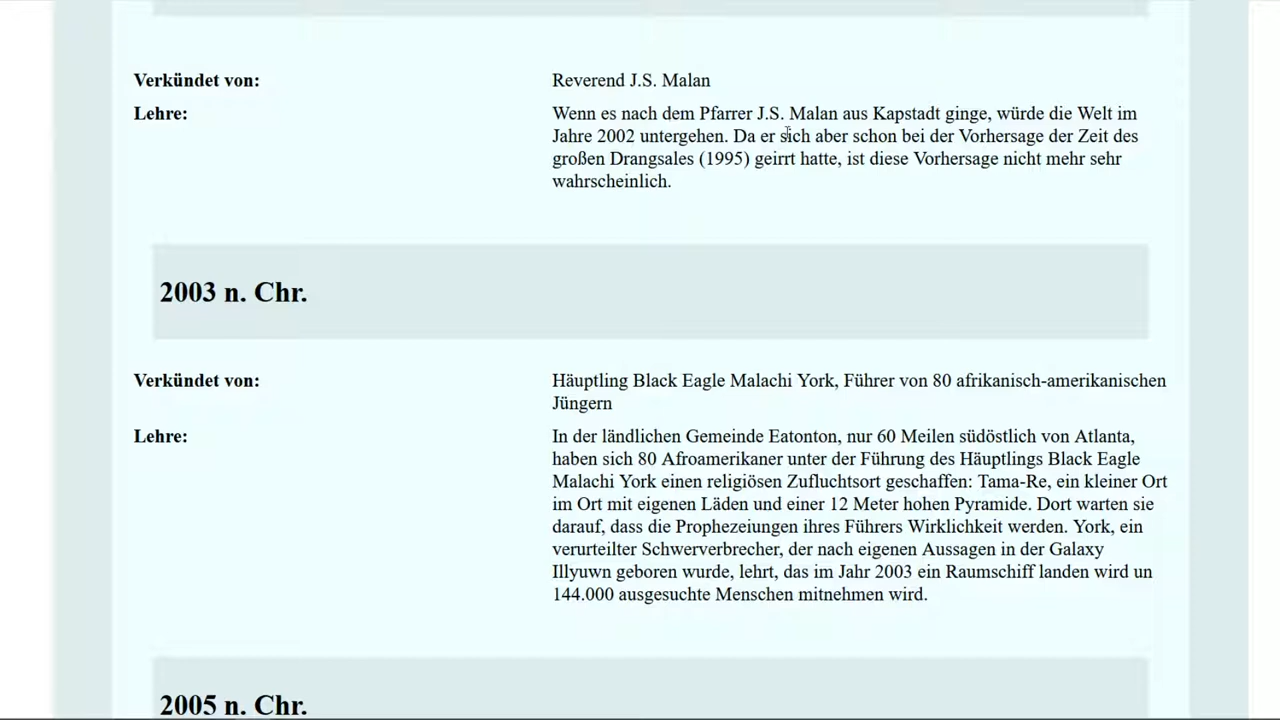 Verkündet von:
Reverend J.S. Malan
Lehre:
Wenn es nach dem Pfarrer J.S. Malan aus Kapstadt ginge, würde die Welt im
Jahre 2002 untergehen. Da er sich aber schon bei der Vorhersage der Zeit des
großen Drangsales (1995) geirrt hatte, ist diese Vorhersage nicht mehr sehr
wahrscheinlich.
2003 n. Chr.
Verkündet von:
Häuptling Black Eagle Malachi York, Führer von 80 afrikanisch-amerikanischen
Jüngern
Lehre:
In der ländlichen Gemeinde Eatonton, nur 60 Meilen südöstlich von Atlanta,
haben sich 80 Afroamerikaner unter der Führung des Häuptlings Black Eagle
Malachi York einen religiösen Zufluchtsort geschaffen: Tama-Re, ein kleiner Ort
im Ort mit eigenen Läden und einer 12 Meter hohen Pyramide. Dort warten sie
darauf, dass die Prophezeiungen ihres Führers Wirklichkeit werden. York, ein
verurteilter Schwerverbrecher, der nach eigenen Aussagen in der Galaxy
Illyuwn geboren wurde, lehrt, das im Jahr 2003 ein Raumschiff landen wird un
144.000 ausgesuchte Menschen mitnehmen wird.
2005 n. Chr.